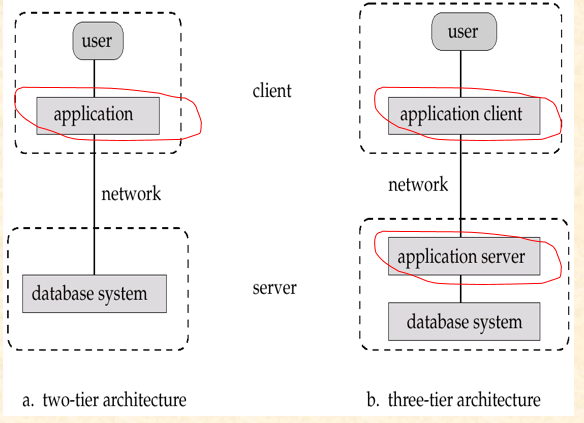 user
application
network
database system
client
server
user
application client
network
application server
database system
a. two-tier architecture
b. three-tier architecture